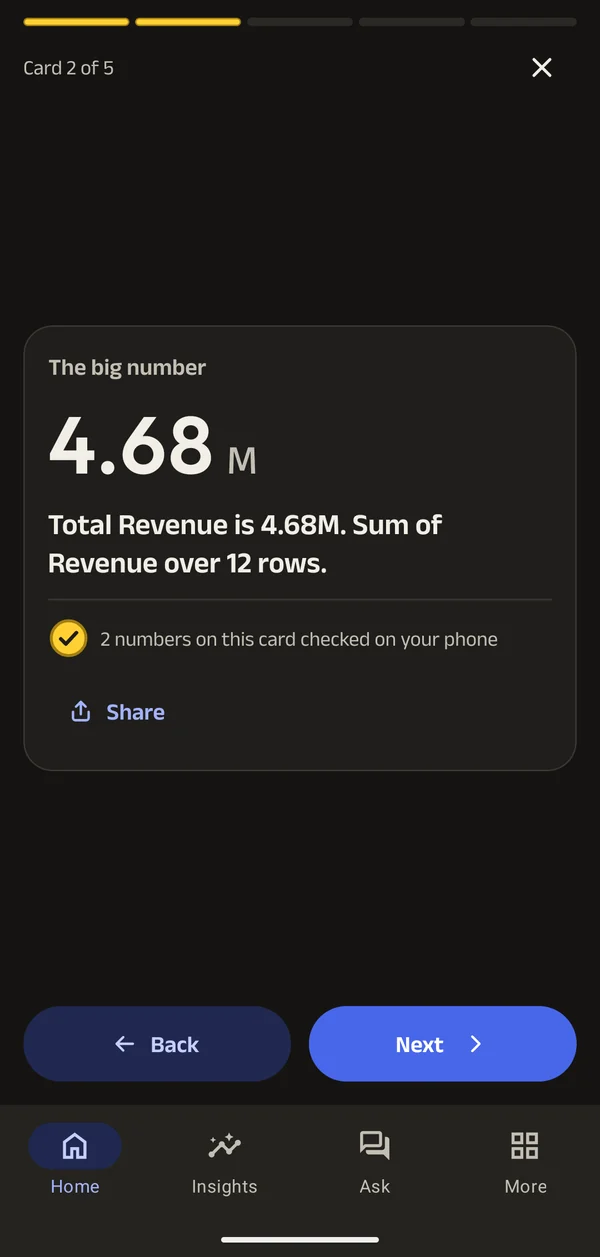 Card 2 of 5
The big number
4.68 M
Total Revenue is 4.68M. Sum of
Revenue over 12 rows.
2 numbers on this card checked on your phone
Share
Back
Next
Home
Insights
Ask
More